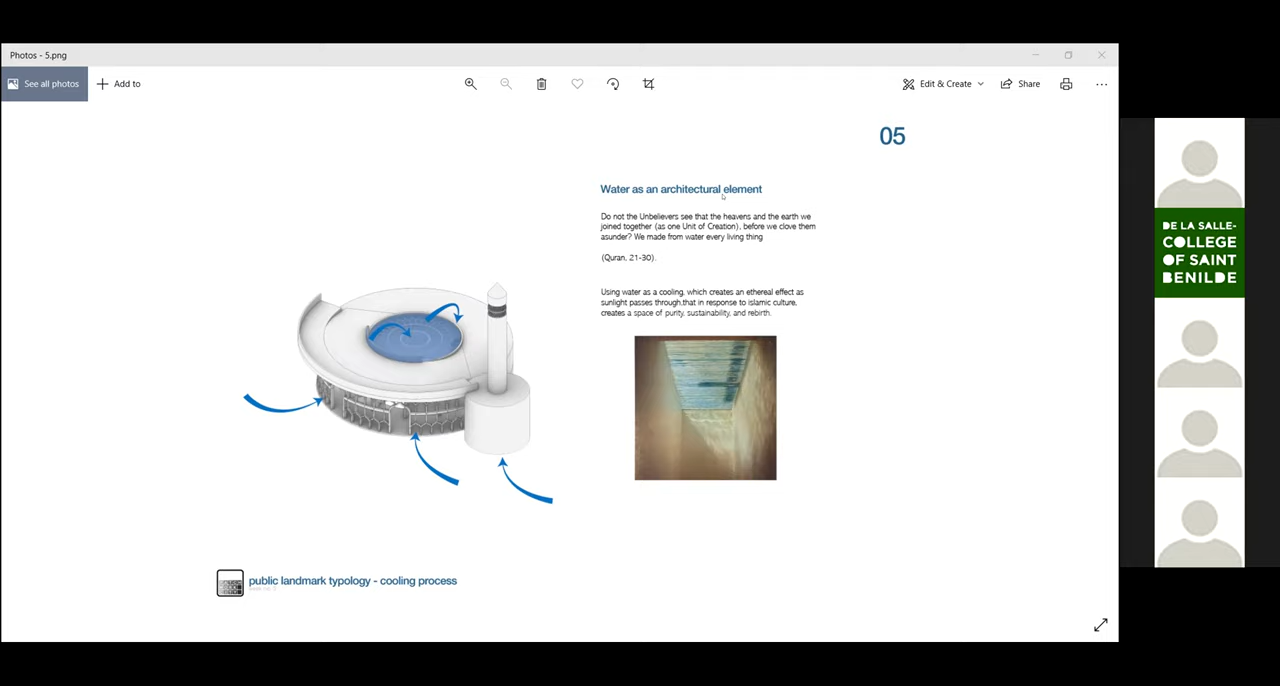 Photos - 5.png
See all photos
Add to
Edit & Create
Share
05
Water as an architectural element
Do not the Unbelievers see that the heavens and the earth we
joined together (as one Unit of Creation), before we clove them
asunder? We made from water every living thing
(Quran, 21-30).
Using water as a cooling, which creates an ethereal effect as
sunlight passes through,that in response to islamic culture,
creates a space of purity, sustainability, and rebirth.
public landmark typology - cooling process
DE LA SALLE-
COLLEGE
OF SAINT
BENILDE